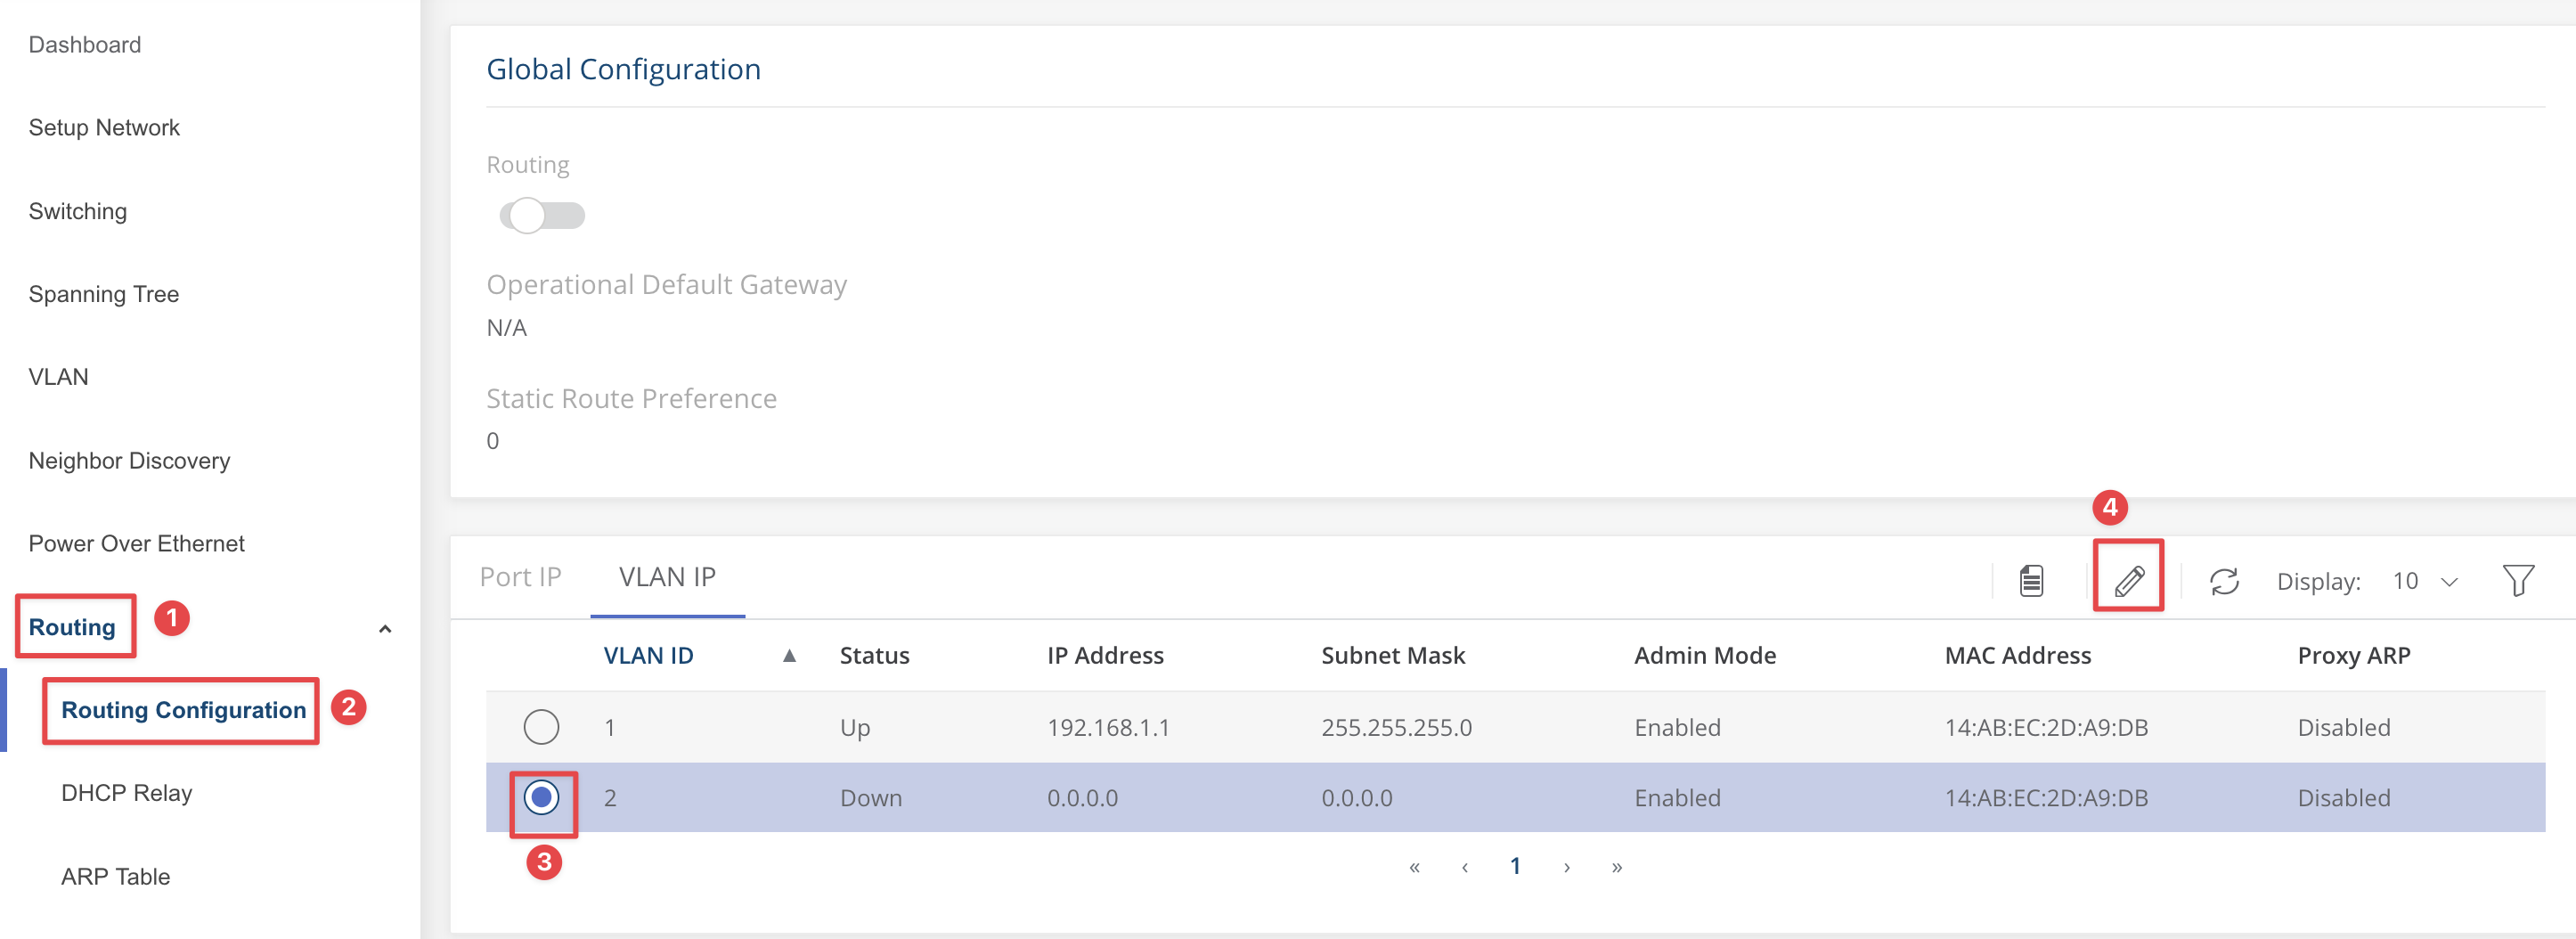 Dashboard
Setup Network
Switching
Spanning Tree
VLAN
Neighbor Discovery
Power Over Ethernet
Routing 1
Routing Configuration 2
DHCP Relay
ARP Table
Global Configuration
Routing
Operational Default Gateway
N/A
Static Route Preference
0
4
Port IP VLAN IP Display: 10
VLAN ID ▲ Status IP Address Subnet Mask Admin Mode MAC Address Proxy ARP
1 Up 192.168.1.1 255.255.255.0 Enabled 14:AB:EC:2D:A9:DB Disabled
2 Down 0.0.0.0 0.0.0.0 Enabled 14:AB:EC:2D:A9:DB Disabled
3
« ‹ 1 › »